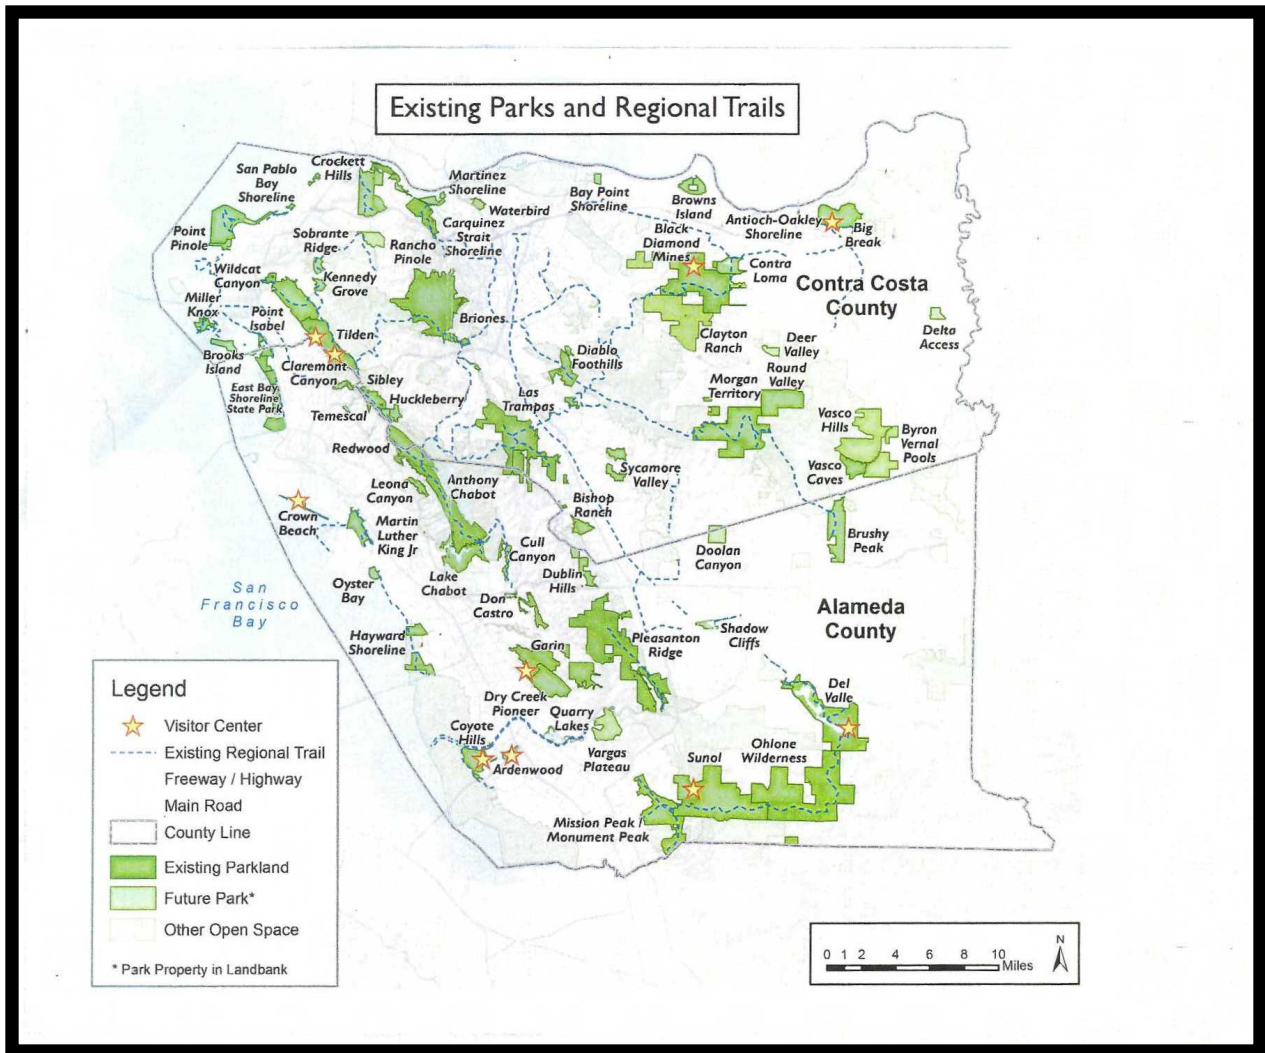 Existing Parks and Regional Trails
San Pablo
Bay
Shoreline
Crockett
Hills
Martinez
Shoreline
Waterbird
Carquinez
Strait
Shoreline
Bay Point
Shoreline
Browns
Island
Antioch-Oakley
Shoreline
Big
Break
Point
Pinole
Sobrante
Ridge
Rancho
Pinole
Black
Diamond
Mines
Contra
Loma
Contra Costa
County
Wildcat
Canyon
Kennedy
Grove
Miller
Knox
Point
Isabel
Tilden
Briones
Clayton
Ranch
Deer
Valley
Delta
Access
Brooks
Island
Claremont
Canyon
Sibley
Diablo
Foothills
Round
Valley
Morgan
Territory
East Bay
Shoreline
State Park
Temescal
Huckleberry
Las
Trampas
Vasco
Hills
Byron
Vernal
Pools
Redwood
Vasco
Caves
Leona
Canyon
Anthony
Chabot
Sycamore
Valley
Crown
Beach
Martin
Luther
King Jr
Bishop
Ranch
Cull
Canyon
Doolan
Canyon
Brushy
Peak
Oyster
Bay
Lake
Chabot
Dublin
Hills
San
Francisco
Bay
Don
Castro
Alameda
County
Hayward
Shoreline
Garin
Pleasanton
Ridge
Shadow
Cliffs
Dry Creek
Pioneer
Del
Valle
Coyote
Hills
Quarry
Lakes
Ardenwood
Vargas
Plateau
Sunol
Ohlone
Wilderness
Mission Peak /
Monument Peak
Legend
Visitor Center
Existing Regional Trail
Freeway / Highway
Main Road
County Line
Existing Parkland
Future Park*
Other Open Space
* Park Property in Landbank
N
0 1 2 4 6 8 10
Miles